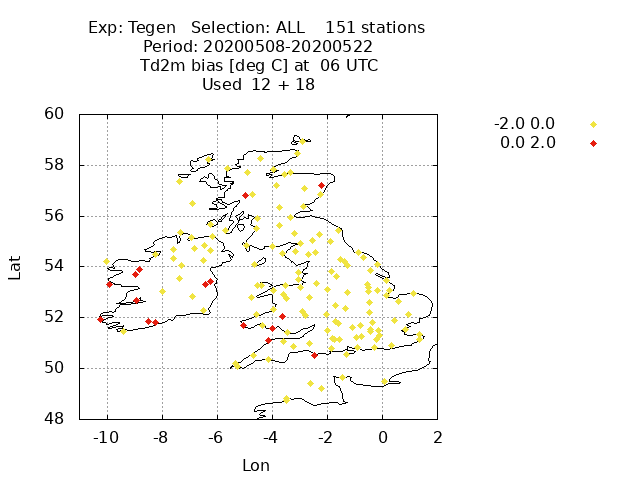 Exp: Tegen Selection: ALL 151 stations
Period: 20200508-20200522
Td2m bias [deg C] at 06 UTC
Used 12 + 18
-2.0 0.0
0.0 2.0
60
58
56
54
52
50
48
Lat
-10 -8 -6 -4 -2 0 2
Lon